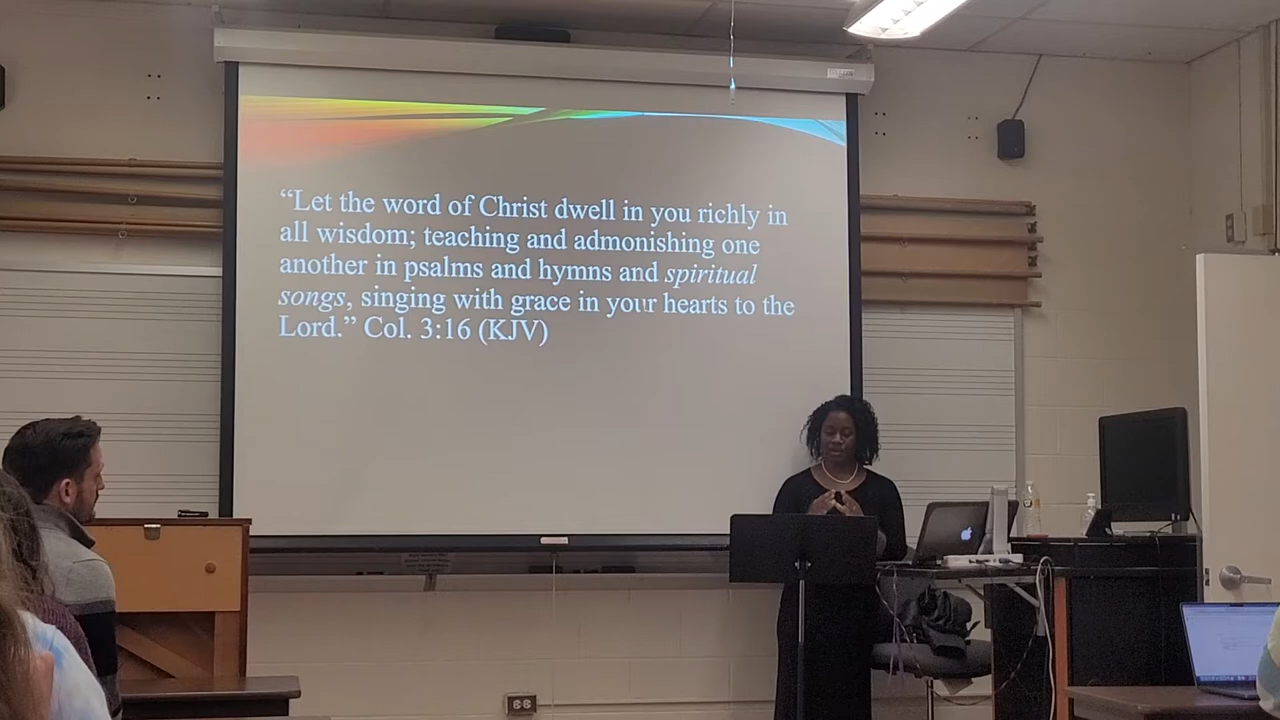 “Let the word of Christ dwell in you richly in
all wisdom; teaching and admonishing one
another in psalms and hymns and spiritual
songs, singing with grace in your hearts to the
Lord.” Col. 3:16 (KJV)